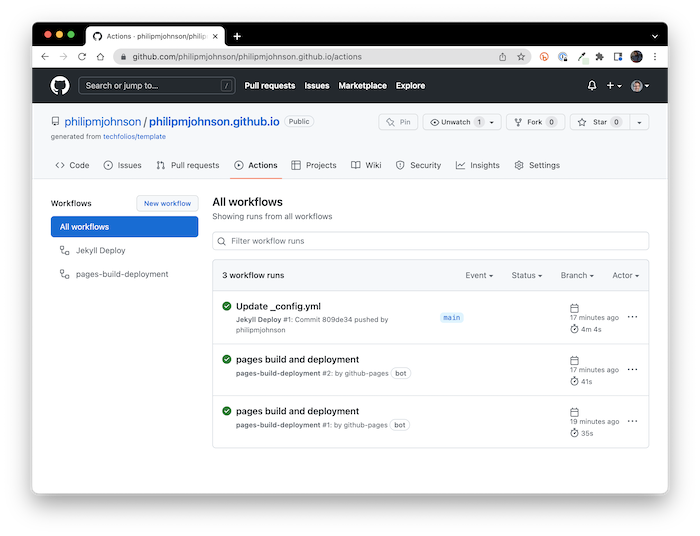 Actions · philipmjohnson/philip
github.com/philipmjohnson/philipmjohnson.github.io/actions
Search or jump to... / Pull requests Issues Marketplace Explore
philipmjohnson / philipmjohnson.github.io Public Pin Unwatch 1 Fork 0 Star 0
generated from techfolios/template
Code Issues Pull requests Actions Projects Wiki Security Insights Settings
Workflows New workflow
All workflows
Jekyll Deploy
pages-build-deployment
All workflows
Showing runs from all workflows
Filter workflow runs
3 workflow runs Event Status Branch Actor
Update _config.yml
Jekyll Deploy #1: Commit 809de34 pushed by
philipmjohnson
main
17 minutes ago
4m 4s
pages build and deployment
pages-build-deployment #2: by github-pages bot
17 minutes ago
41s
pages build and deployment
pages-build-deployment #1: by github-pages bot
19 minutes ago
35s